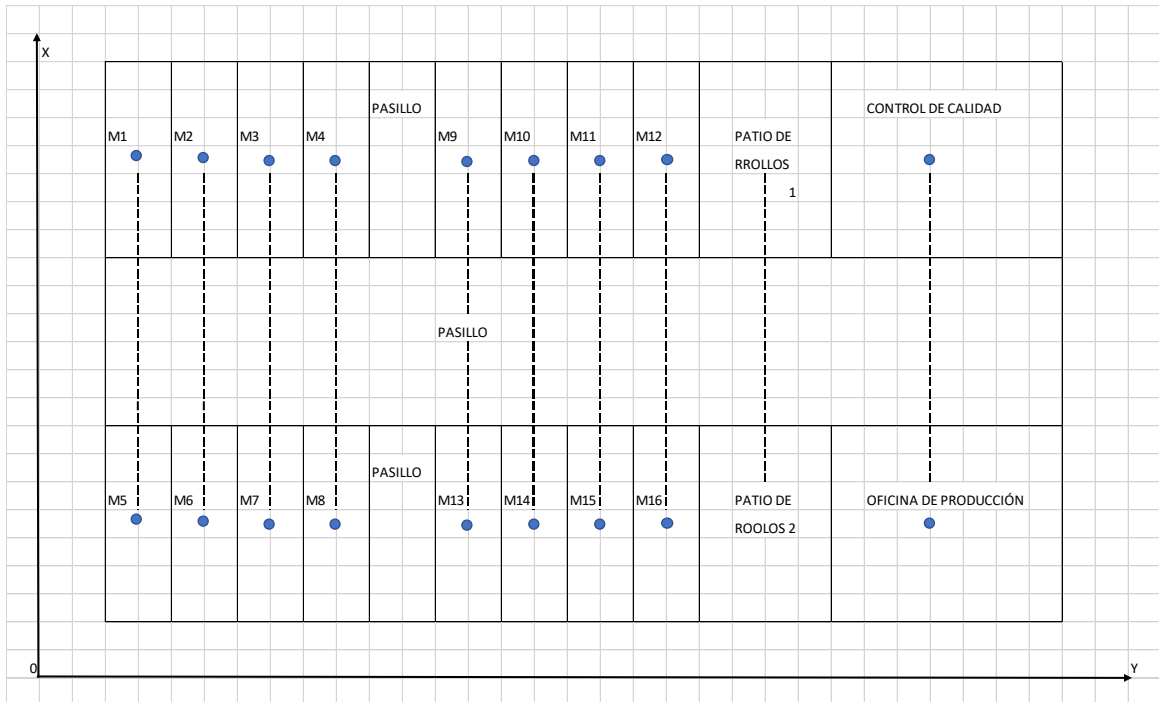 X
PASILLO
CONTROL DE CALIDAD
M1
M2
M3
M4
M9
M10
M11
M12
PATIO DE
RROLLOS
1
PASILLO
PASILLO
M5
M6
M7
M8
M13
M14
M15
M16
PATIO DE
ROOLOS 2
OFICINA DE PRODUCCIÓN
0
Y